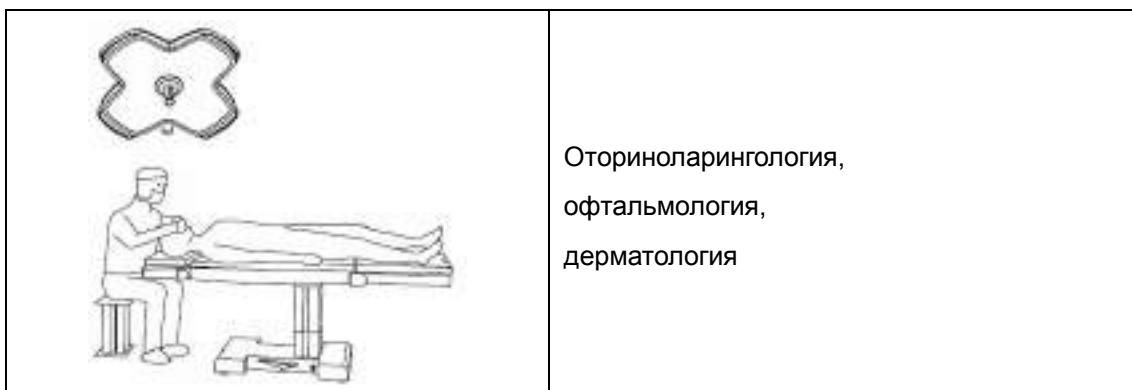 Оториноларингология,
офтальмология,
дерматология